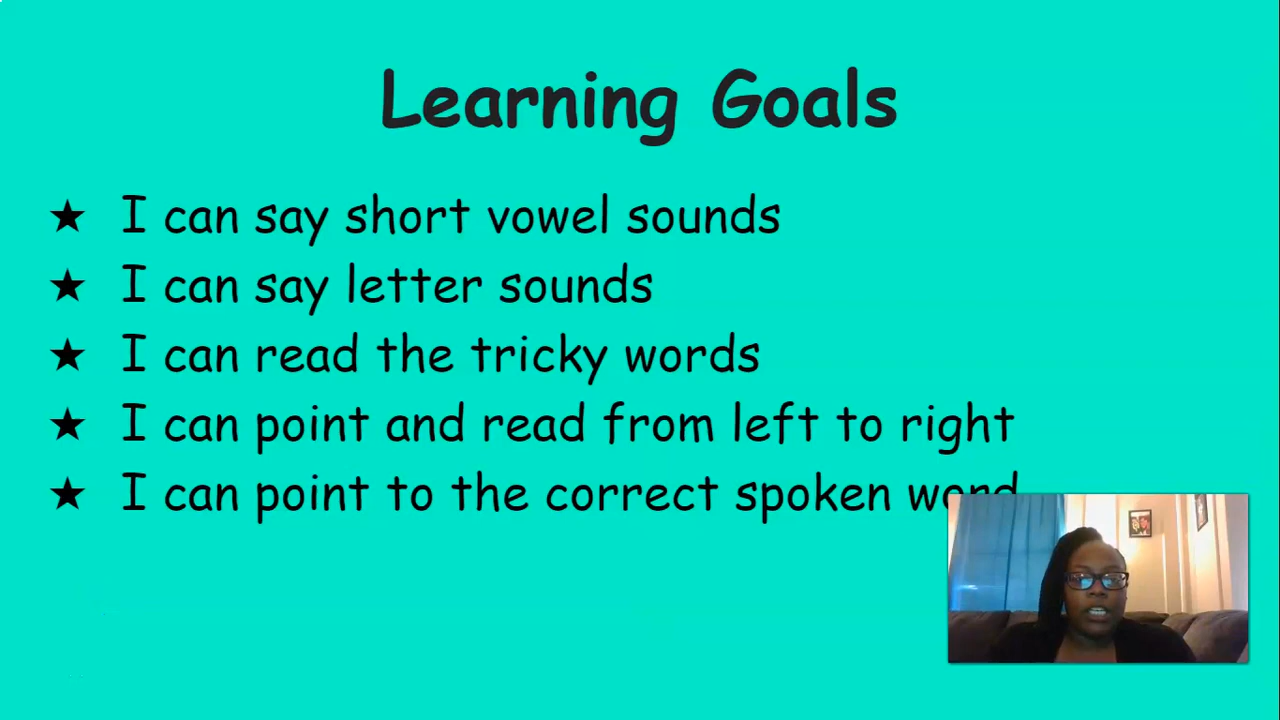 Learning Goals
★ I can say short vowel sounds
★ I can say letter sounds
★ I can read the tricky words
★ I can point and read from left to right
★ I can point to the correct spoken word